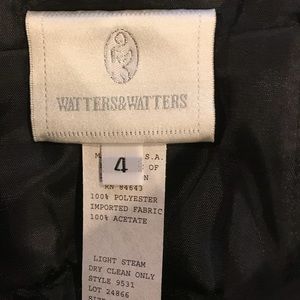 WATTERS&WATTERS
4
M S.A.
OF
N
RN 84643
100% POLYESTER
IMPORTED FABRIC
100% ACETATE
LIGHT STEAM
DRY CLEAN ONLY
STYLE 9531
LOT 24866